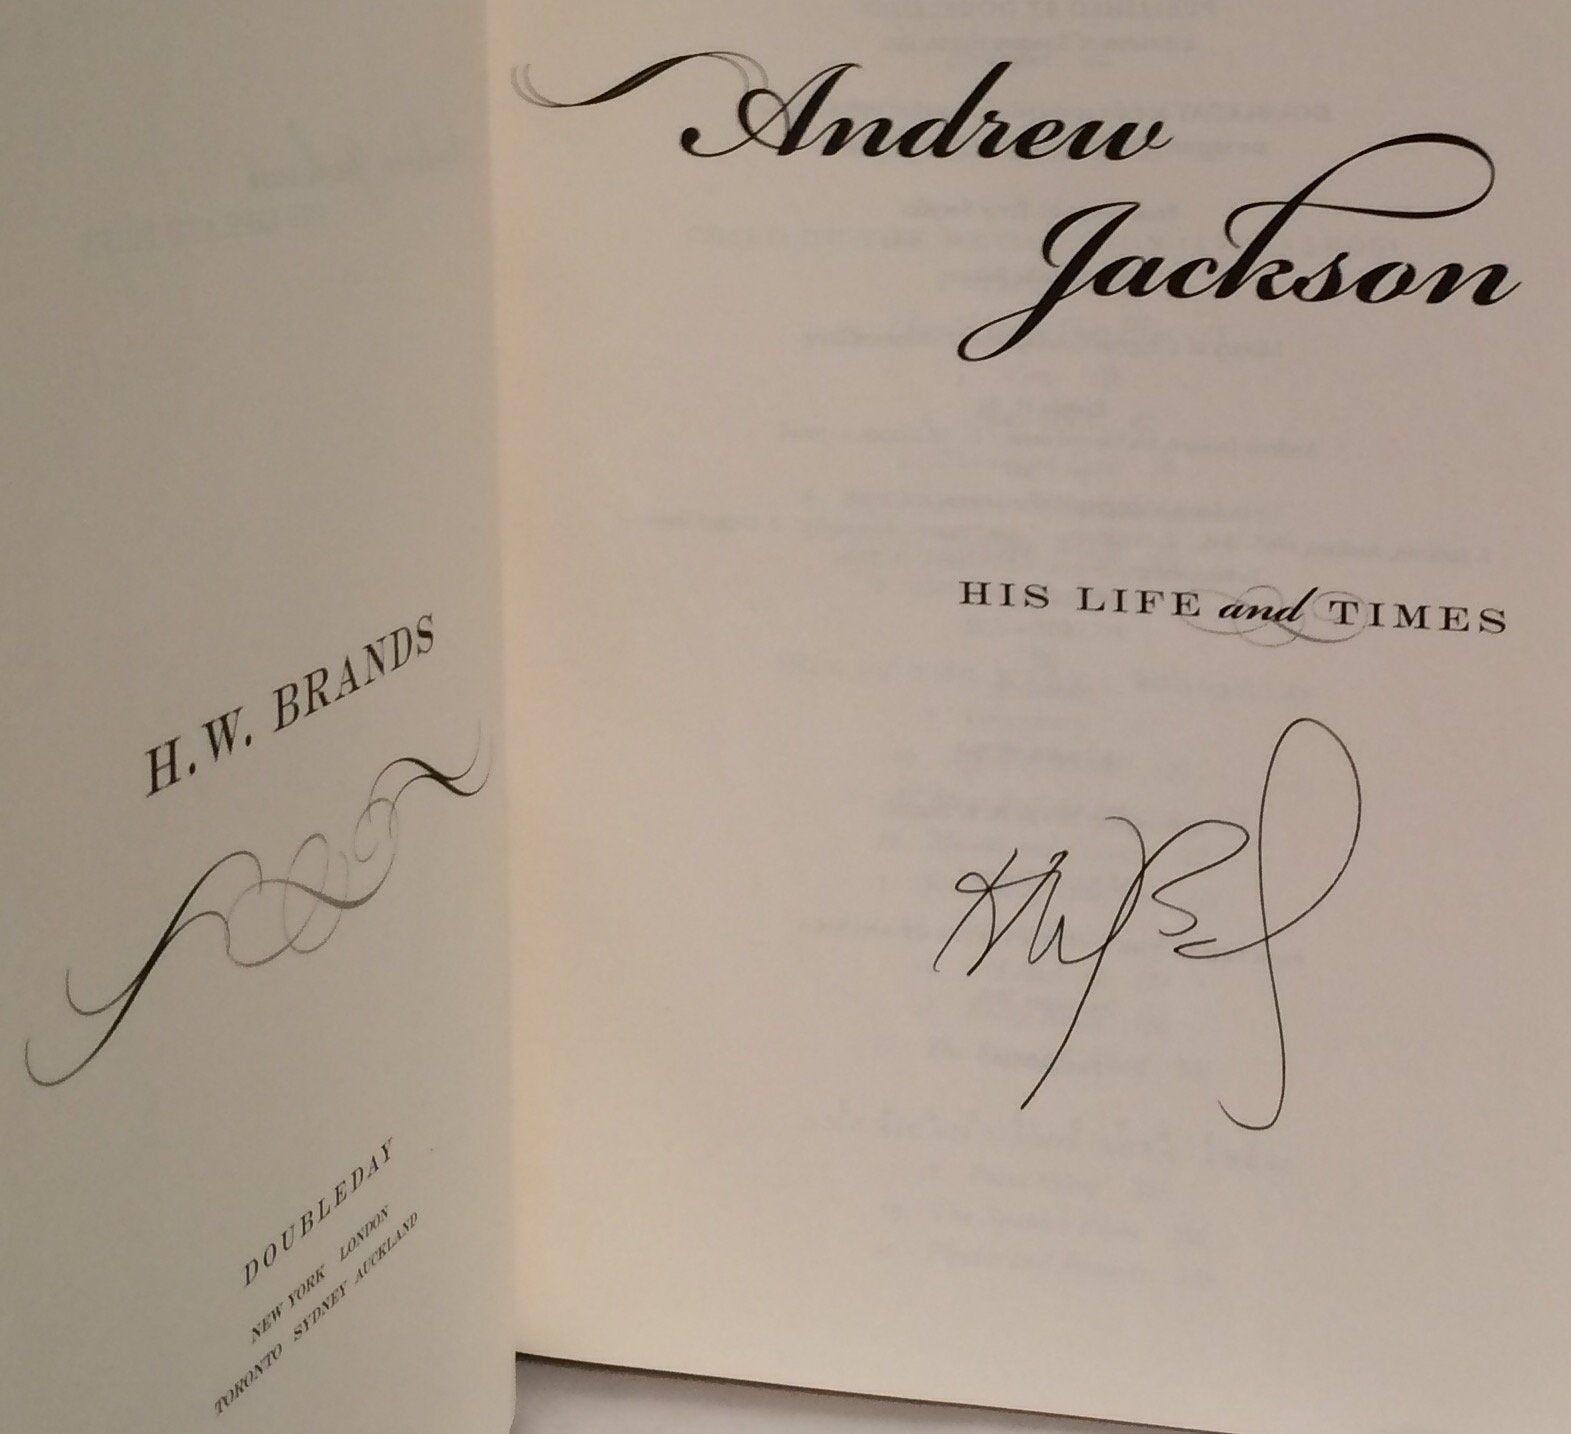 H.W. BRANDS
DOUBLEDAY
NEW YORK LONDON
TORONTO SYDNEY AUCKLAND
Andrew
Jackson
HIS LIFE and TIMES